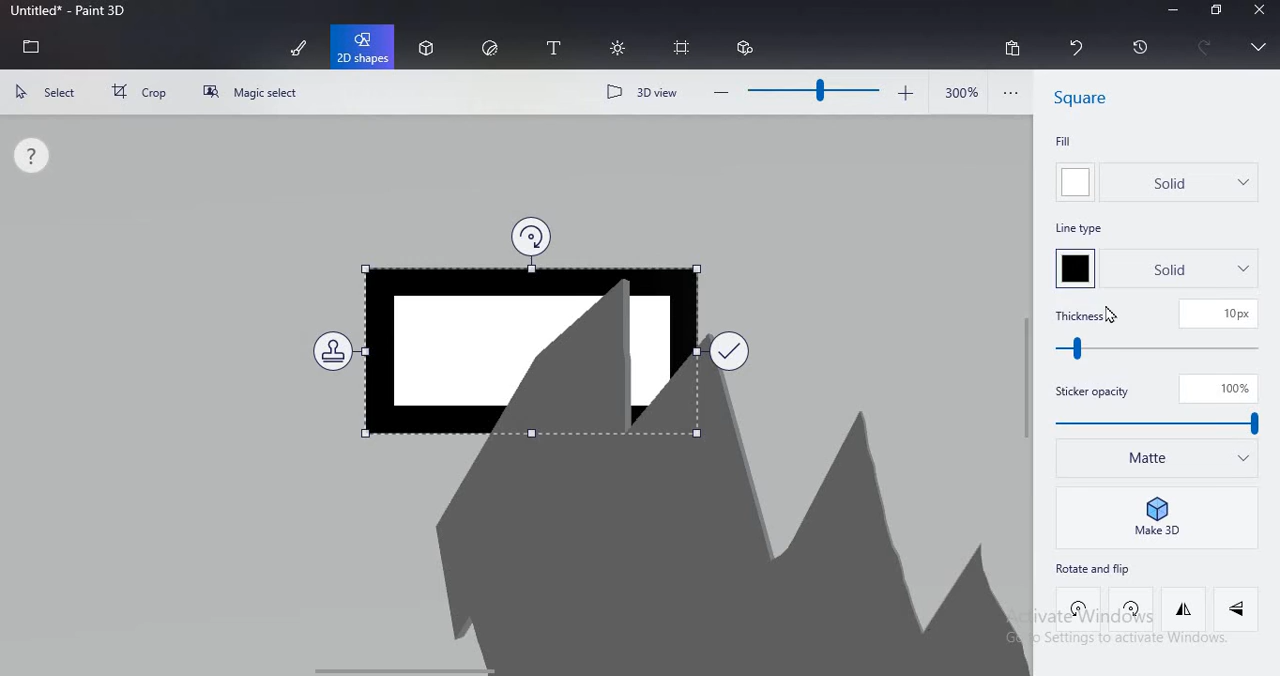 Untitled* - Paint 3D
2D shapes
Select Crop Magic select 3D view 300%
Square
?
Fill
Solid
Line type
Solid
Thickness 10px
Sticker opacity 100%
Matte
Make 3D
Rotate and flip
Activate Windows
Go to Settings to activate Windows.